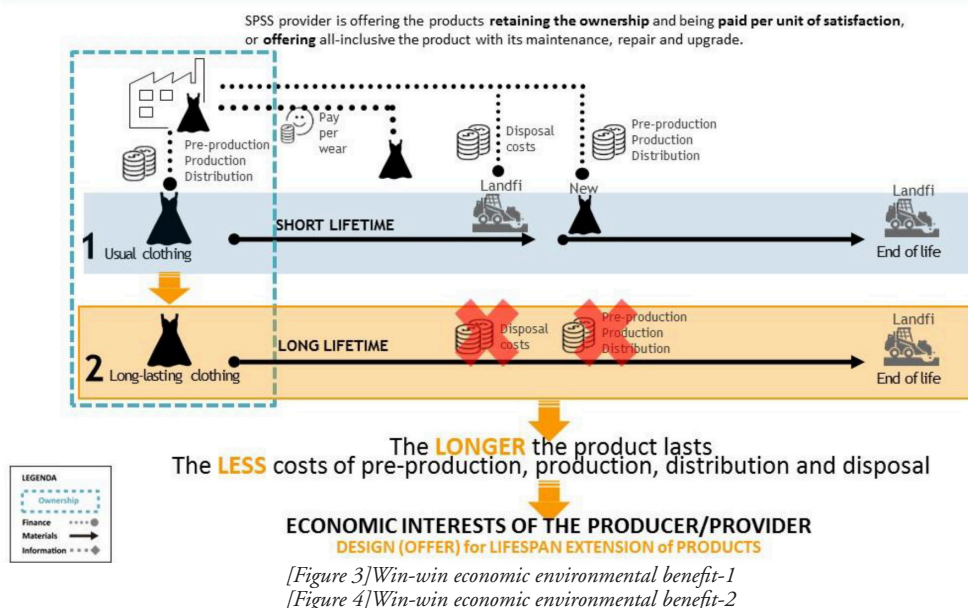 SPSS provider is offering the products retaining the ownership and being paid per unit of satisfaction,
or offering all-inclusive the product with its maintenance, repair and upgrade.
Pay
per
wear
Pre-production
Production
Distribution
Disposal
costs
Pre-production
Production
Distribution
Landfi
New
Landfi
SHORT LIFETIME
1 Usual clothing
End of life
Disposal
costs
Pre-production
Production
Distribution
Landfi
LONG LIFETIME
2 Long-lasting clothing
End of life
The LONGER the product lasts
The LESS costs of pre-production, production, distribution and disposal
LEGENDA
Ownership
Finance
Materials
Information
ECONOMIC INTERESTS OF THE PRODUCER/PROVIDER
DESIGN (OFFER) for LIFESPAN EXTENSION of PRODUCTS
[Figure 3]Win-win economic environmental benefit-1
[Figure 4]Win-win economic environmental benefit-2